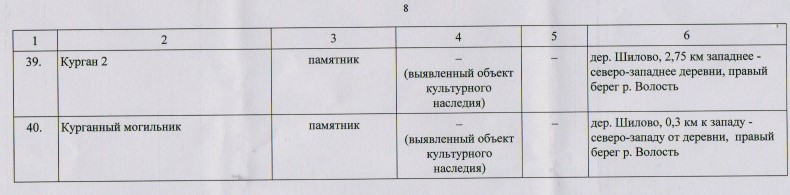 8
1 2 3 4 5 6
39. Курган 2 памятник – – дер. Шилово, 2,75 км западнее -
(выявленный объект северо-западнее деревни, правый
культурного берег р. Волость
наследия)
40. Курганный могильник памятник – – дер. Шилово, 0,3 км к западу -
(выявленный объект северо-западу от деревни, правый
культурного берег р. Волость
наследия)